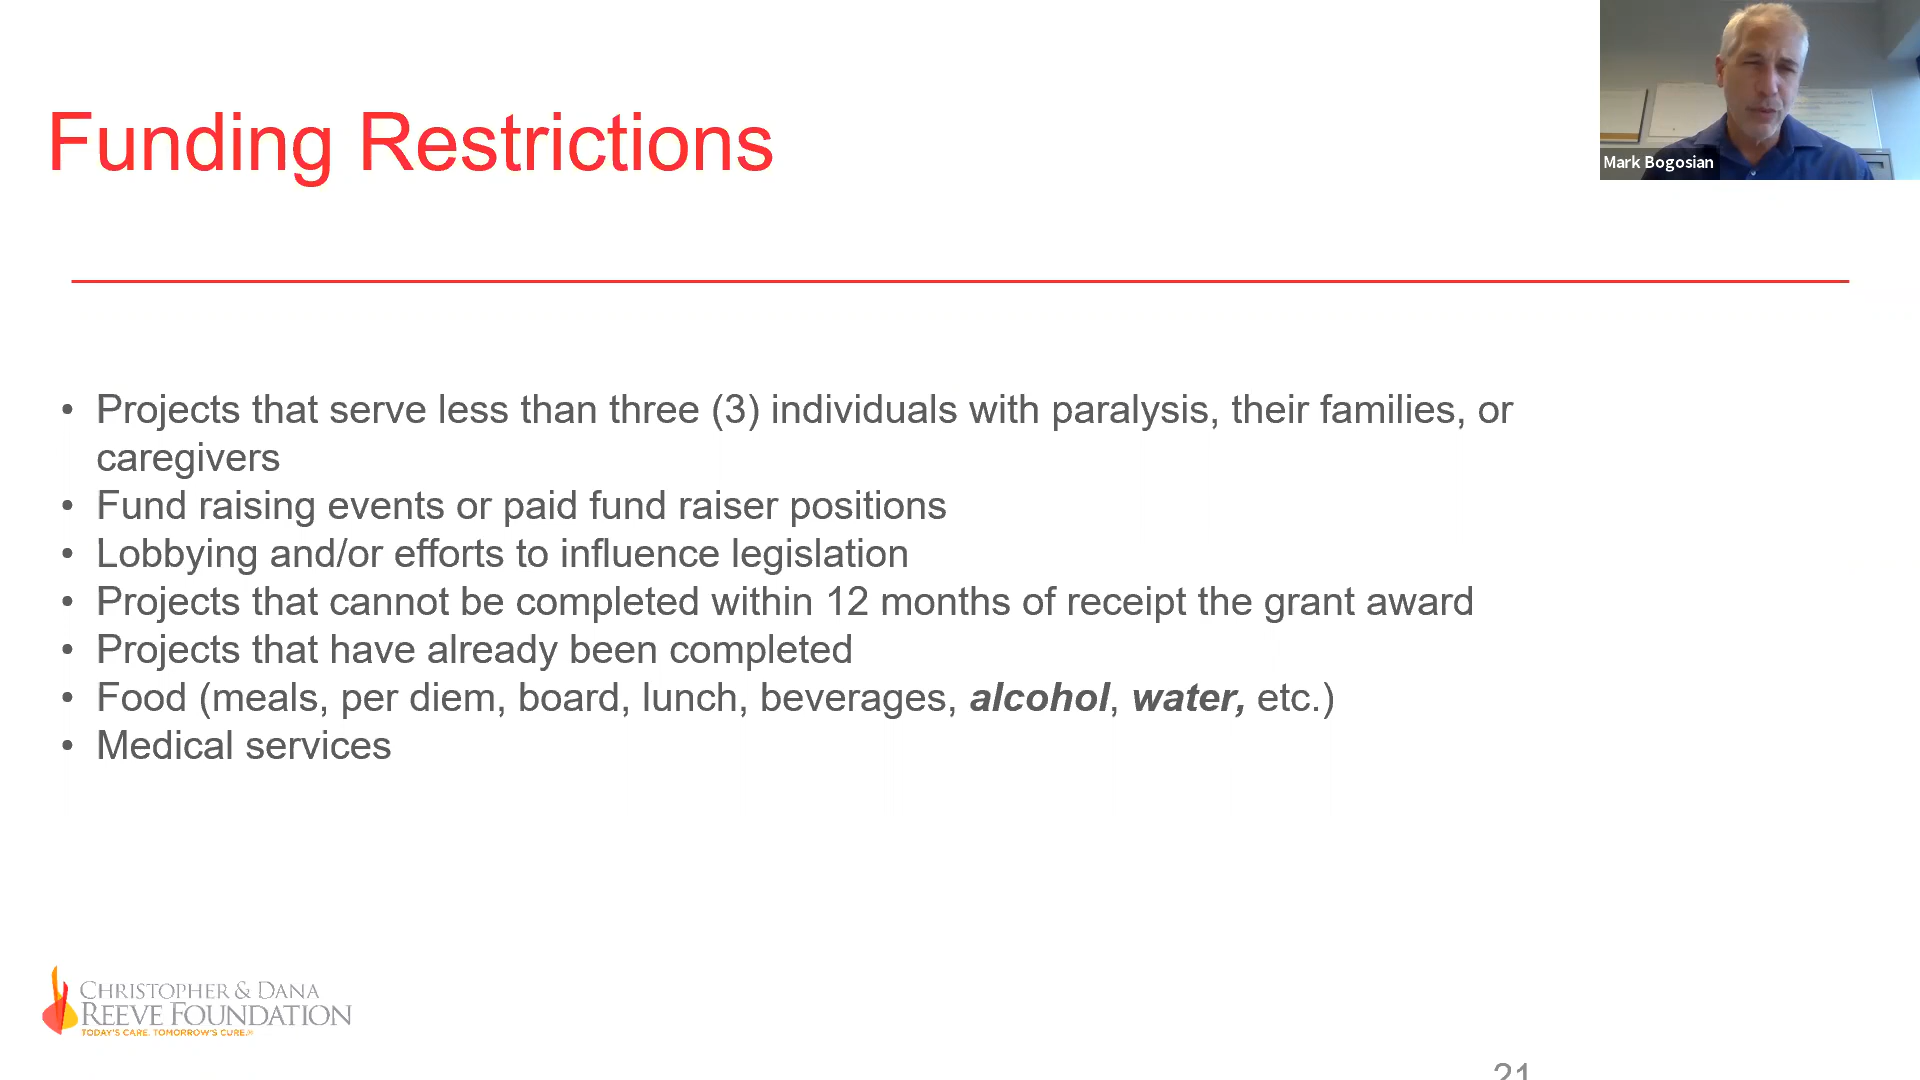 Funding Restrictions
Mark Bogosian
• Projects that serve less than three (3) individuals with paralysis, their families, or
caregivers
• Fund raising events or paid fund raiser positions
• Lobbying and/or efforts to influence legislation
• Projects that cannot be completed within 12 months of receipt the grant award
• Projects that have already been completed
• Food (meals, per diem, board, lunch, beverages, alcohol, water, etc.)
• Medical services
CHRISTOPHER & DANA
REEVE FOUNDATION
TODAY'S CARE. TOMORROW'S CURE.®
21